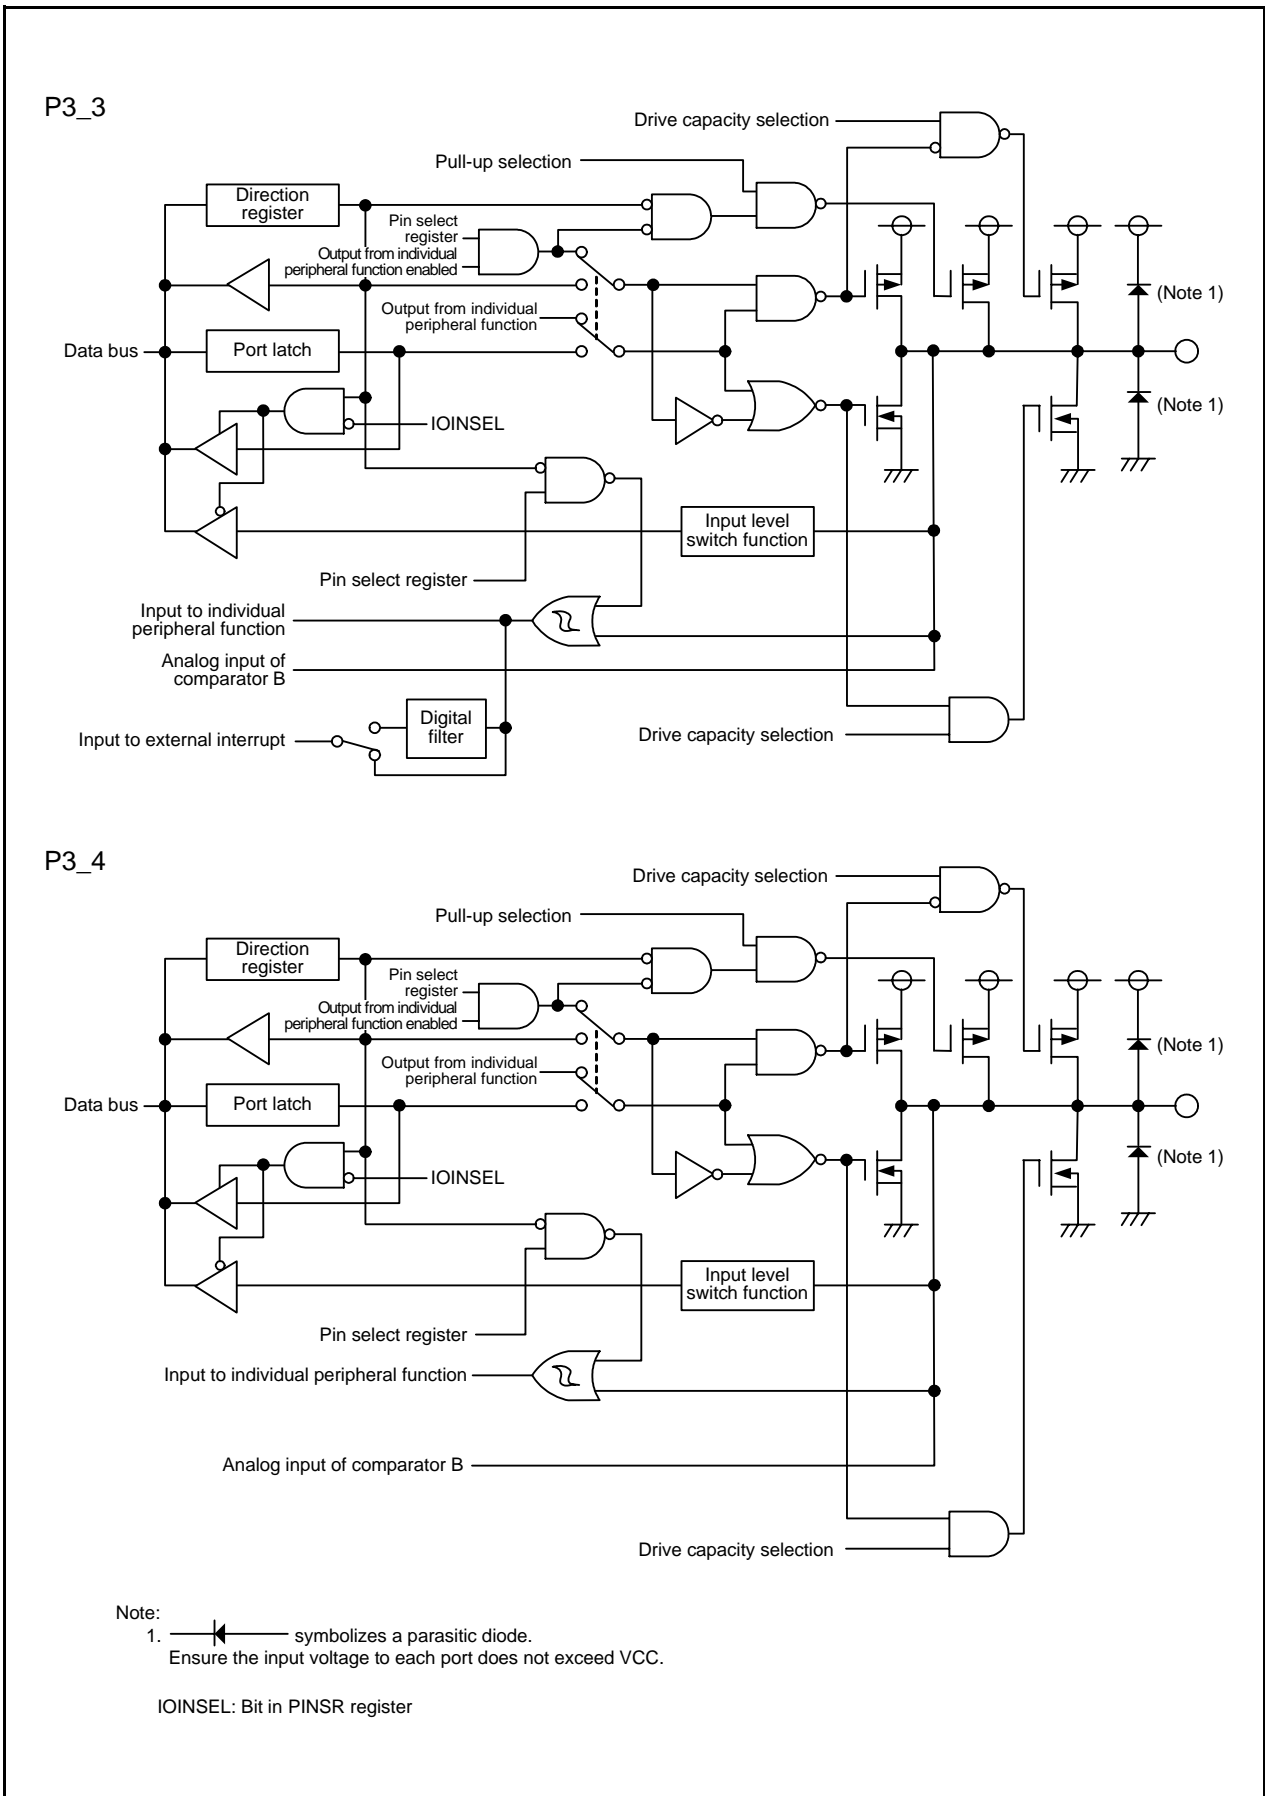 P3_3
Drive capacity selection
Pull-up selection
Direction
register
Pin select
register
Output from individual
peripheral function enabled
(Note 1)
Output from individual
peripheral function
Data bus
Port latch
(Note 1)
IOINSEL
Input level
switch function
Pin select register
Input to individual
peripheral function
Analog input of
comparator B
Digital
filter
Input to external interrupt
Drive capacity selection
P3_4
Drive capacity selection
Pull-up selection
Direction
register
Pin select
register
Output from individual
peripheral function enabled
(Note 1)
Output from individual
peripheral function
Data bus
Port latch
(Note 1)
IOINSEL
Input level
switch function
Pin select register
Input to individual peripheral function
Analog input of comparator B
Drive capacity selection
Note:
1. symbolizes a parasitic diode.
Ensure the input voltage to each port does not exceed VCC.
IOINSEL: Bit in PINSR register